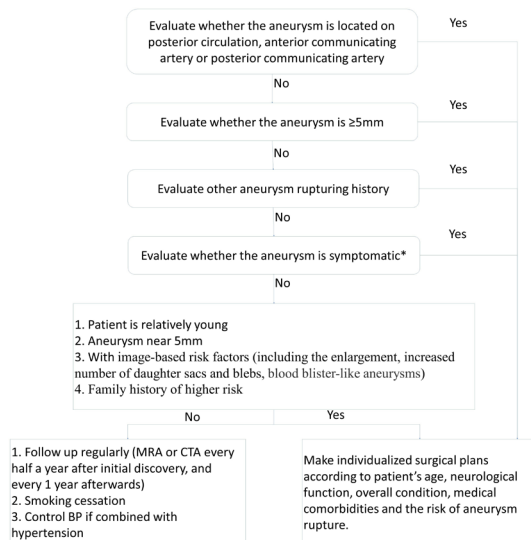 Evaluate whether the aneurysm is located on
posterior circulation, anterior communicating
artery or posterior communicating artery
Yes
No
Evaluate whether the aneurysm is ≥5mm
Yes
No
Evaluate other aneurysm rupturing history
Yes
No
Evaluate whether the aneurysm is symptomatic*
Yes
No
1. Patient is relatively young
2. Aneurysm near 5mm
3. With image-based risk factors (including the enlargement, increased
number of daughter sacs and blebs, blood blister-like aneurysms)
4. Family history of higher risk
No
Yes
1. Follow up regularly (MRA or CTA every
half a year after initial discovery, and
every 1 year afterwards)
2. Smoking cessation
3. Control BP if combined with
hypertension
Make individualized surgical plans
according to patient’s age, neurological
function, overall condition, medical
comorbidities and the risk of aneurysm
rupture.